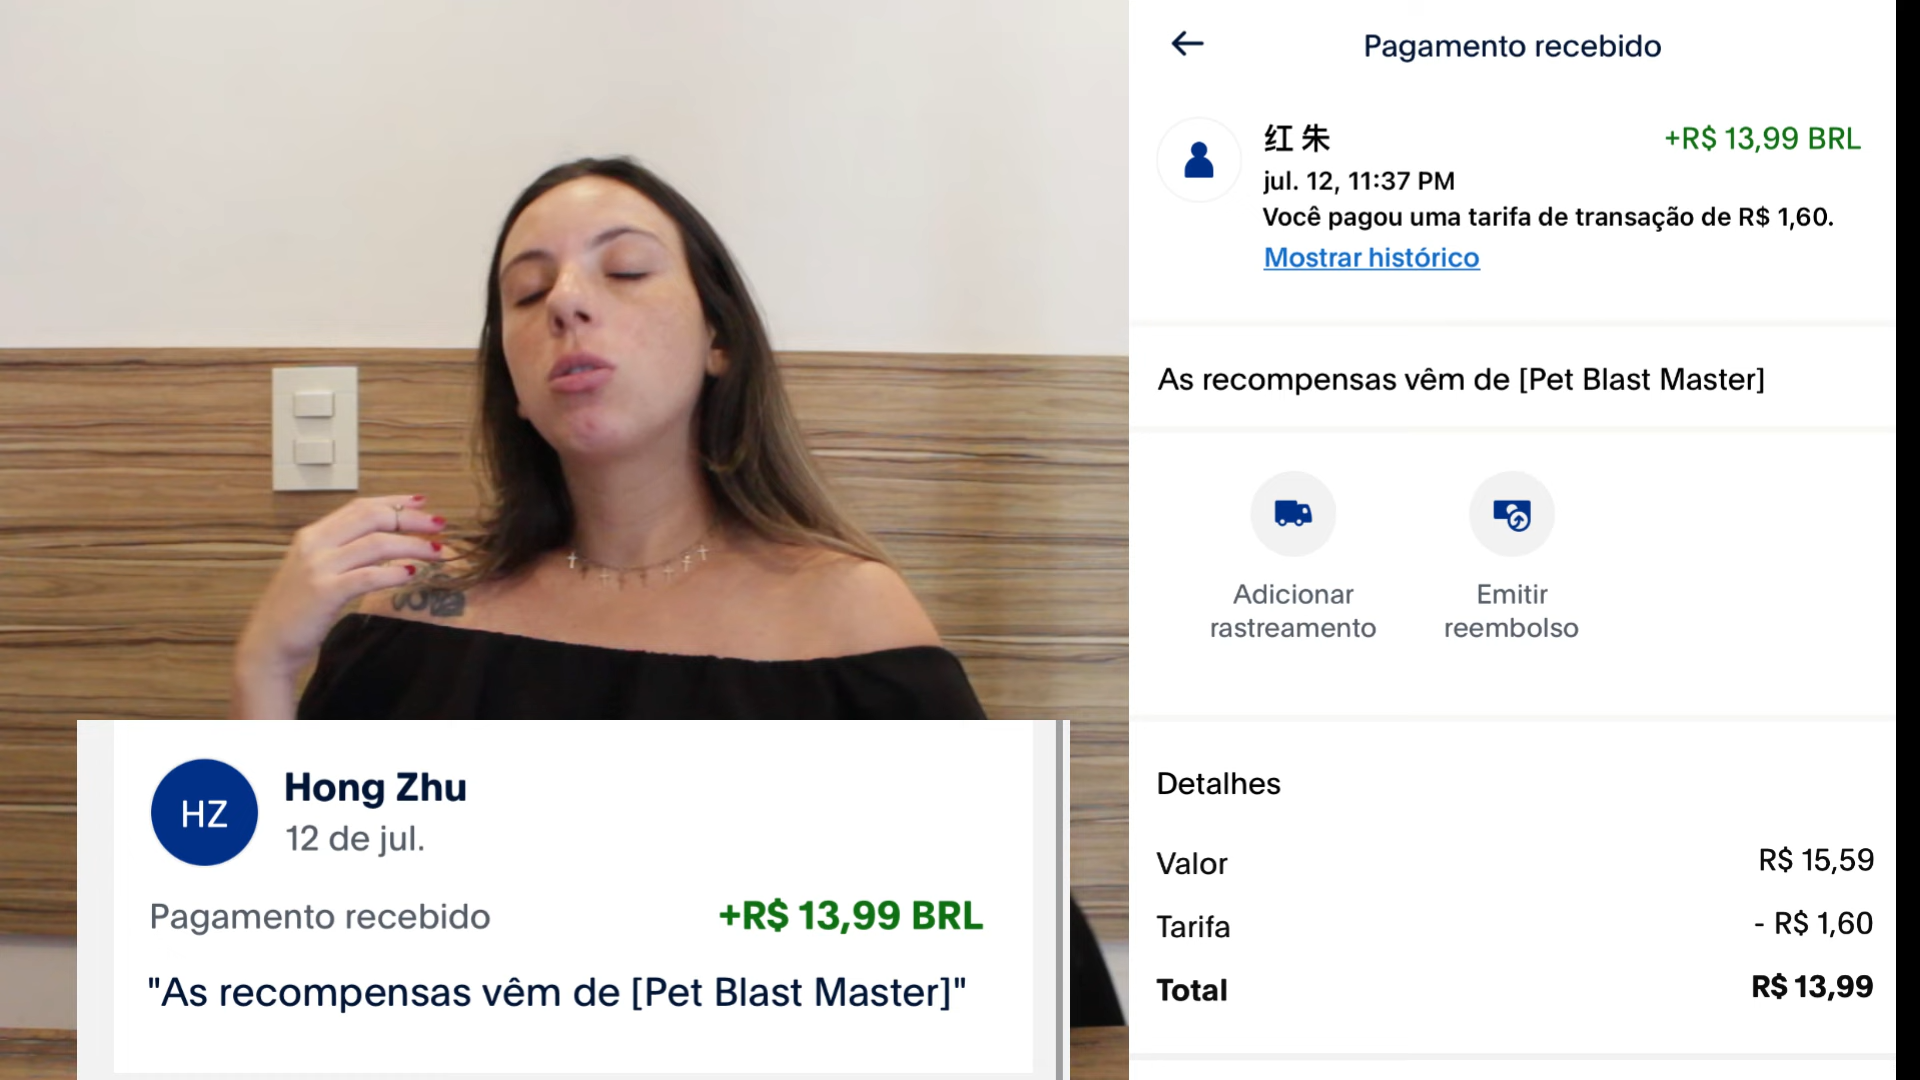 Pagamento recebido
红 朱
+R$ 13,99 BRL
jul. 12, 11:37 PM
Você pagou uma tarifa de transação de R$ 1,60.
Mostrar histórico
As recompensas vêm de [Pet Blast Master]
Adicionar
rastreamento
Emitir
reembolso
Detalhes
Valor R$ 15,59
Tarifa - R$ 1,60
Total R$ 13,99
HZ
Hong Zhu
12 de jul.
Pagamento recebido +R$ 13,99 BRL
"As recompensas vêm de [Pet Blast Master]"